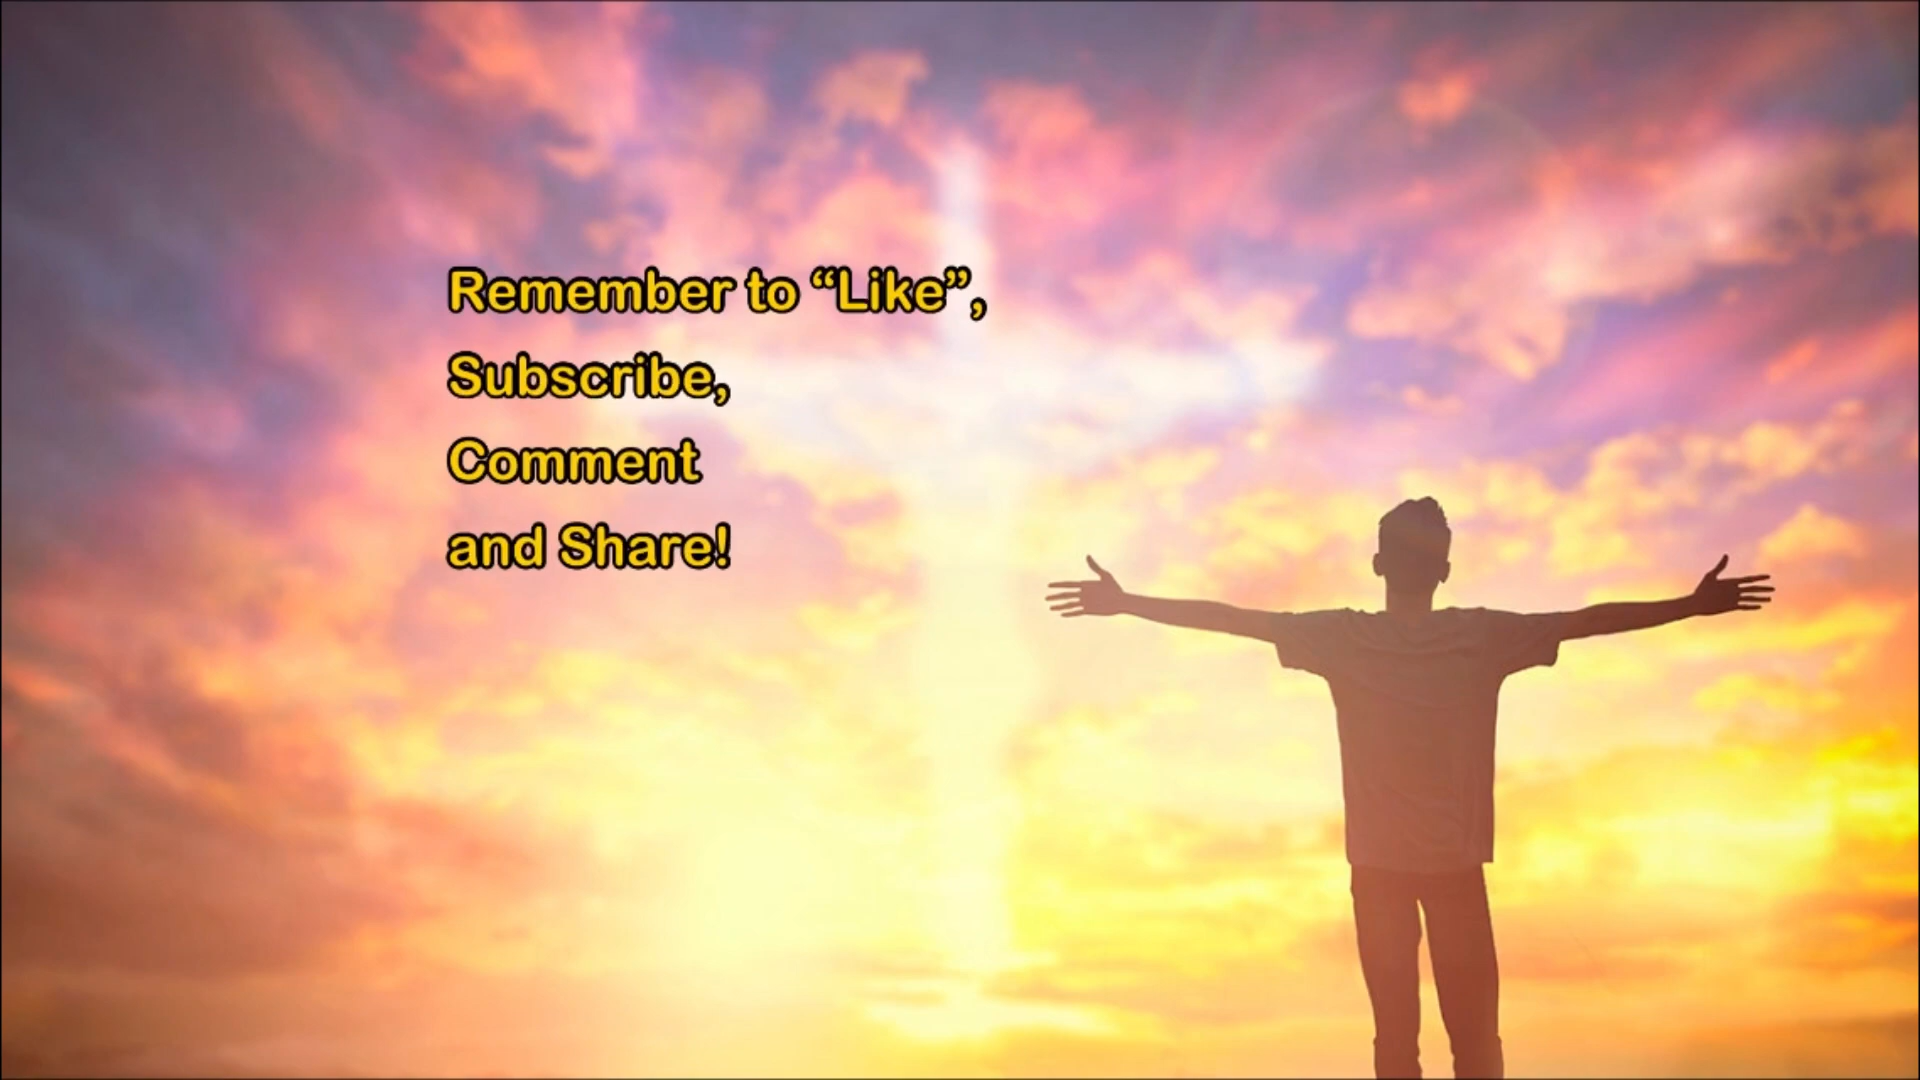 Remember to “Like”,
Subscribe,
Comment
and Share!